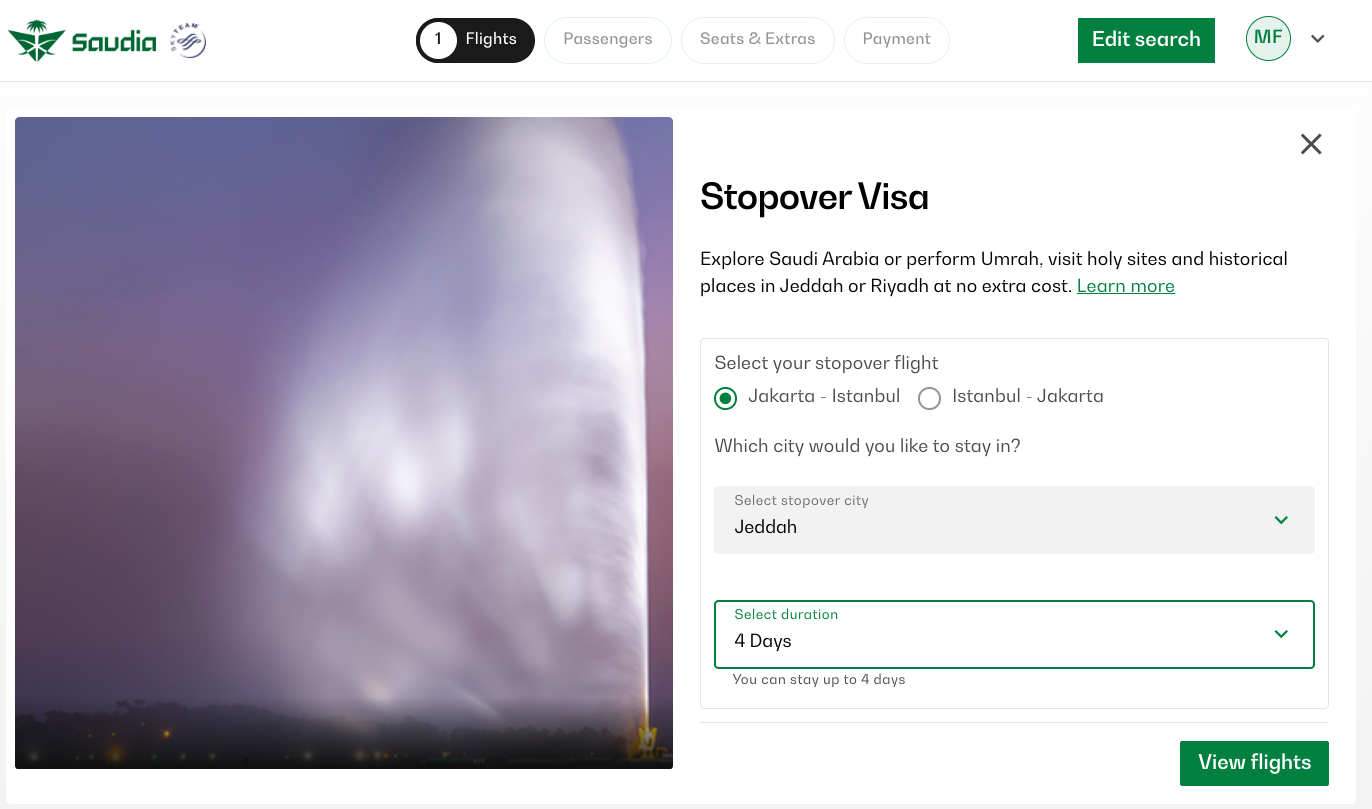 Saudia
SKYTEAM
1 Flights
Passengers
Seats & Extras
Payment
Edit search
MF
Stopover Visa
Explore Saudi Arabia or perform Umrah, visit holy sites and historical
places in Jeddah or Riyadh at no extra cost. Learn more
Select your stopover flight
Jakarta - Istanbul
Istanbul - Jakarta
Which city would you like to stay in?
Select stopover city
Jeddah
Select duration
4 Days
You can stay up to 4 days
View flights